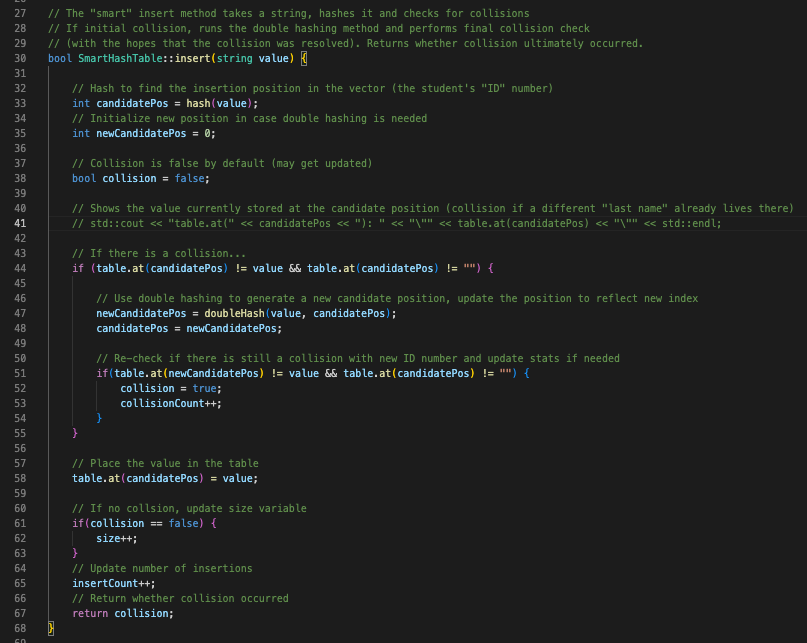 27 // The "smart" insert method takes a string, hashes it and checks for collisions
28 // If initial collision, runs the double hashing method and performs final collision check
29 // (with the hopes that the collision was resolved). Returns whether collision ultimately occurred.
30 bool SmartHashTable::insert(string value) {
31
32 // Hash to find the insertion position in the vector (the student's "ID" number)
33 int candidatePos = hash(value);
34 // Initialize new position in case double hashing is needed
35 int newCandidatePos = 0;
36
37 // Collision is false by default (may get updated)
38 bool collision = false;
39
40 // Shows the value currently stored at the candidate position (collision if a different "last name" already lives there)
41 // std::cout << "table.at(" << candidatePos << "): " << "\"" << table.at(candidatePos) << "\"" << std::endl;
42
43 // If there is a collision...
44 if (table.at(candidatePos) != value && table.at(candidatePos) != "") {
45
46 // Use double hashing to generate a new candidate position, update the position to reflect new index
47 newCandidatePos = doubleHash(value, candidatePos);
48 candidatePos = newCandidatePos;
49
50 // Re-check if there is still a collision with new ID number and update stats if needed
51 if(table.at(newCandidatePos) != value && table.at(candidatePos) != "") {
52 collision = true;
53 collisionCount++;
54 }
55 }
56
57 // Place the value in the table
58 table.at(candidatePos) = value;
59
60 // If no collsion, update size variable
61 if(collision == false) {
62 size++;
63 }
64 // Update number of insertions
65 insertCount++;
66 // Return whether collision occurred
67 return collision;
68 }